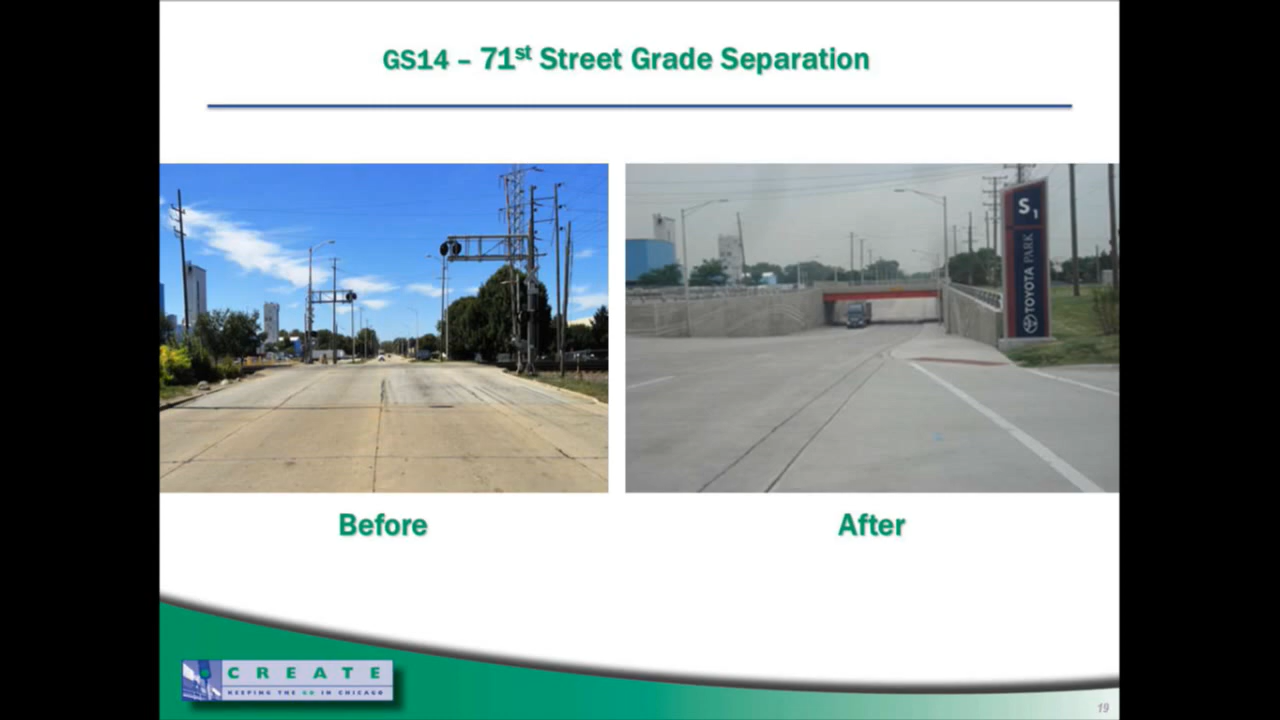 GS14 – 71st Street Grade Separation
S1
TOYOTA PARK
Before
After
CREATE
KEEPING THE GO IN CHICAGO
19